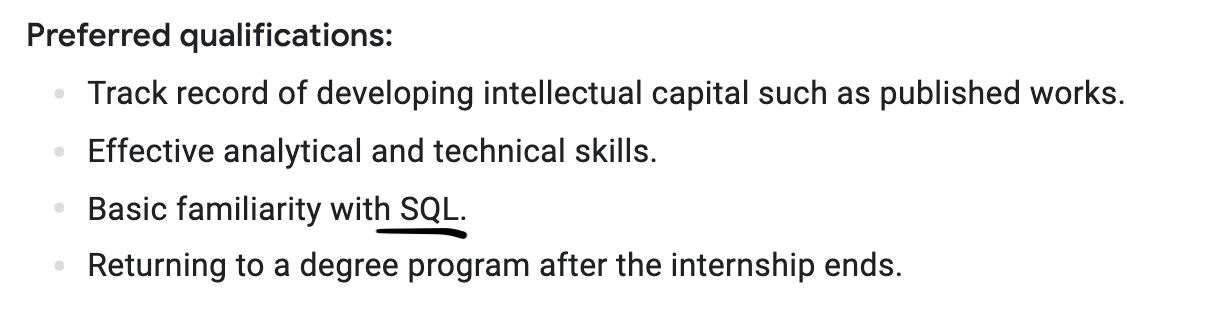 Preferred qualifications:
Track record of developing intellectual capital such as published works.
Effective analytical and technical skills.
Basic familiarity with SQL.
Returning to a degree program after the internship ends.